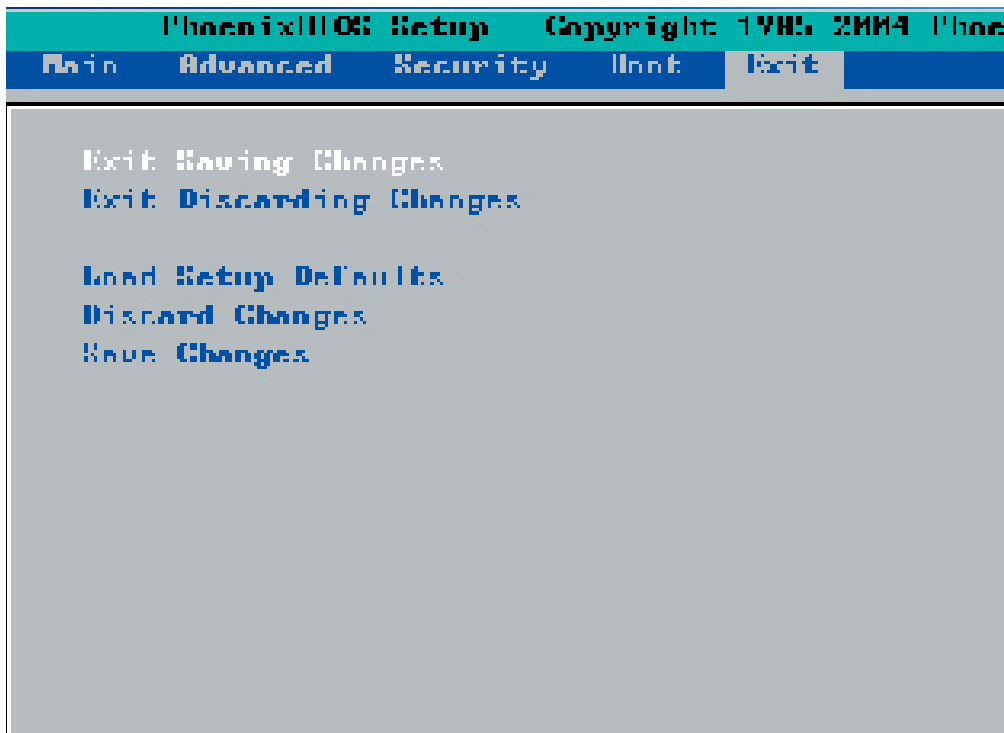 PhoenixBIOS Setup Copyright 1985-2004 Phoe
Main Advanced Security Boot Exit
Exit Saving Changes
Exit Discarding Changes
Load Setup Defaults
Discard Changes
Save Changes